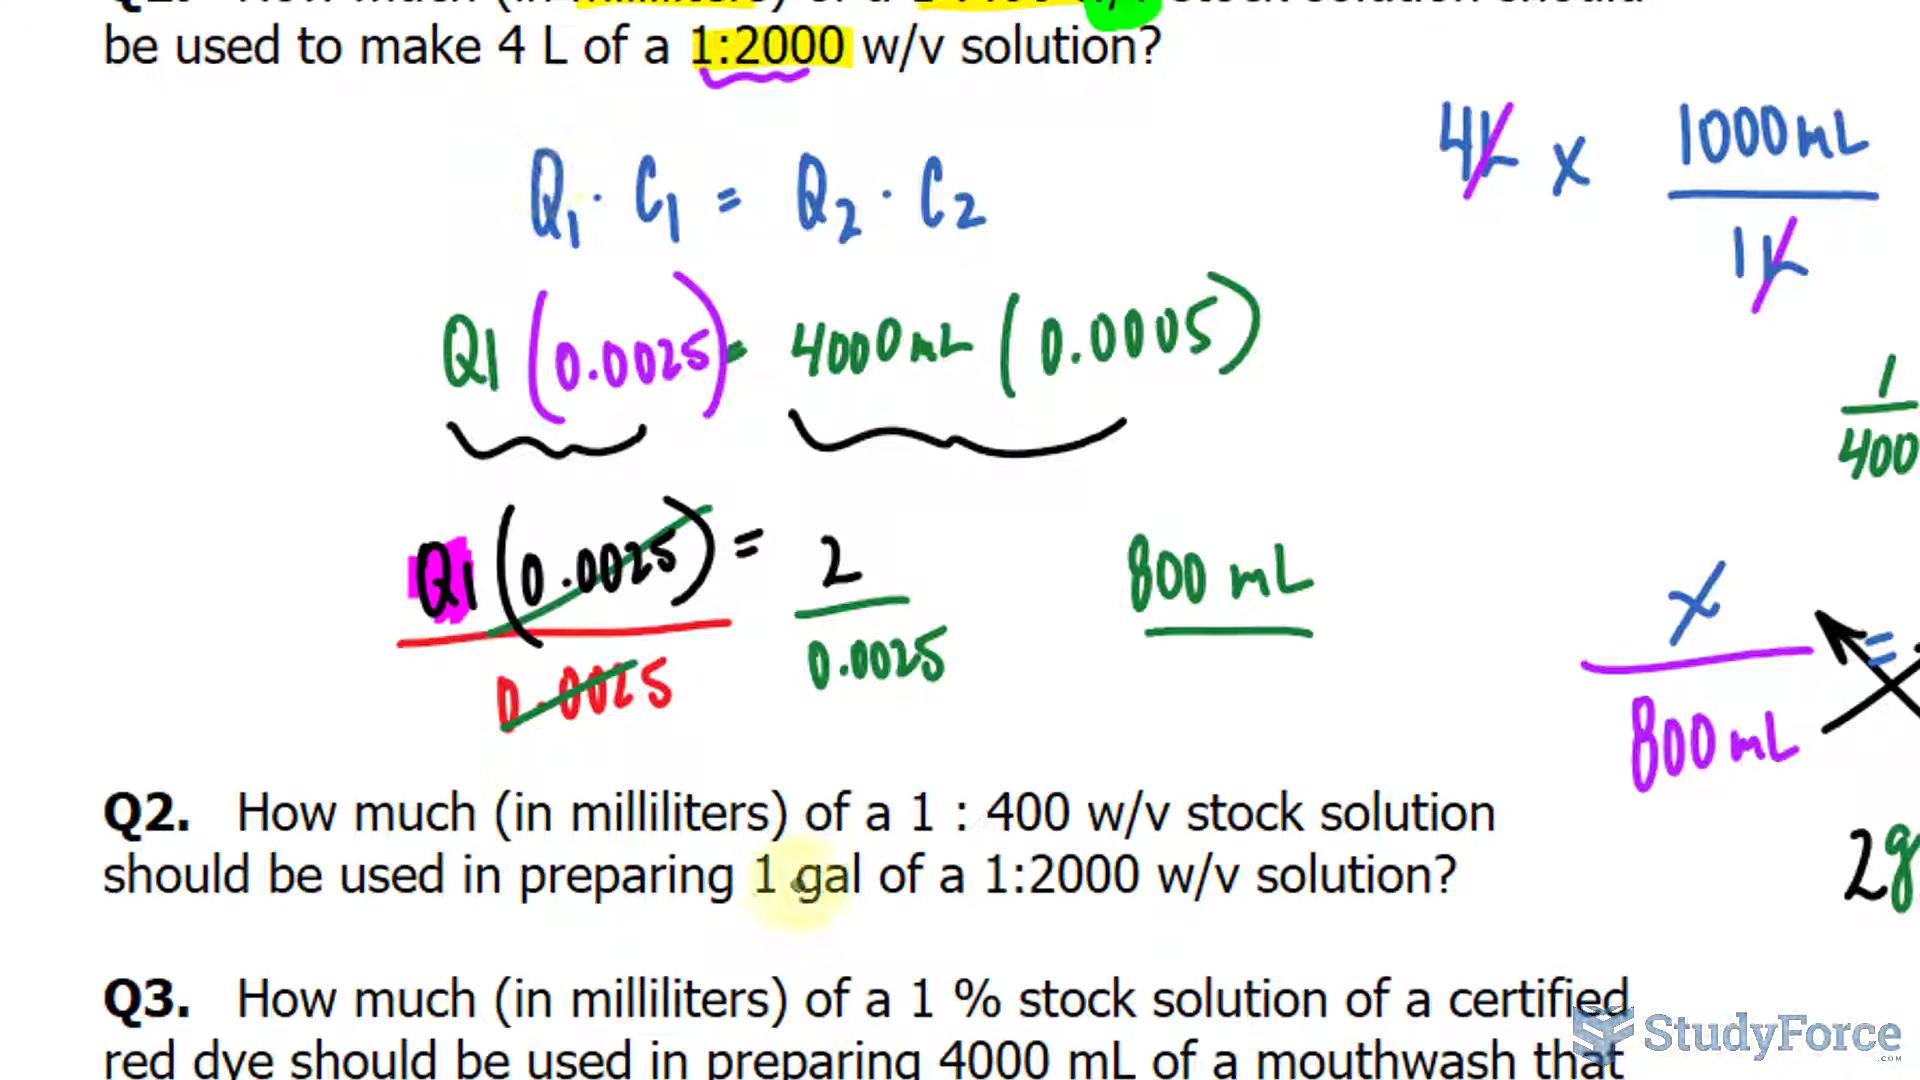 be used to make 4 L of a 1:2000 w/v solution?
4L x 1000mL
1L
Q1 · C1 = Q2 · C2
Q1 (0.0025) = 4000mL (0.0005)
1
400
Q1 (0.0025) = 2
0.0025 0.0025
800 mL
x =
800 mL
Q2. How much (in milliliters) of a 1 : 400 w/v stock solution
should be used in preparing 1 gal of a 1:2000 w/v solution?
2g
Q3. How much (in milliliters) of a 1 % stock solution of a certified
red dye should be used in preparing 4000 mL of a mouthwash that
StudyForce
.COM